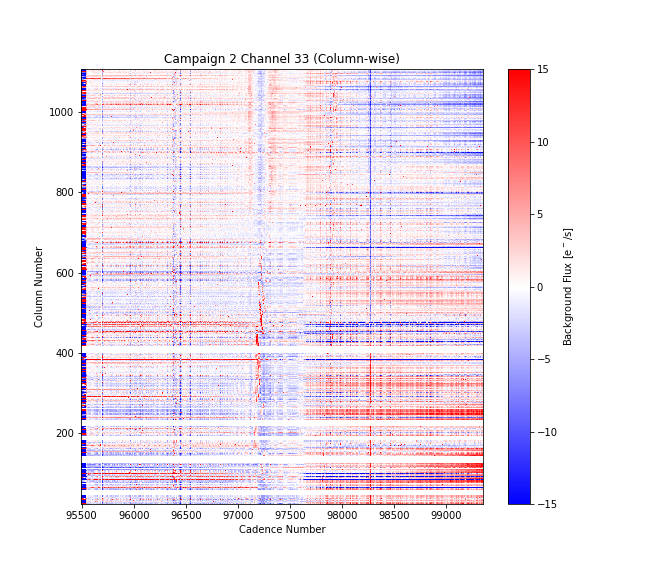 Campaign 2 Channel 33 (Column-wise)
1000
800
600
400
200
Column Number
95500 96000 96500 97000 97500 98000 98500 99000
Cadence Number
15
10
5
0
−5
−10
−15
Background Flux [e⁻/s]